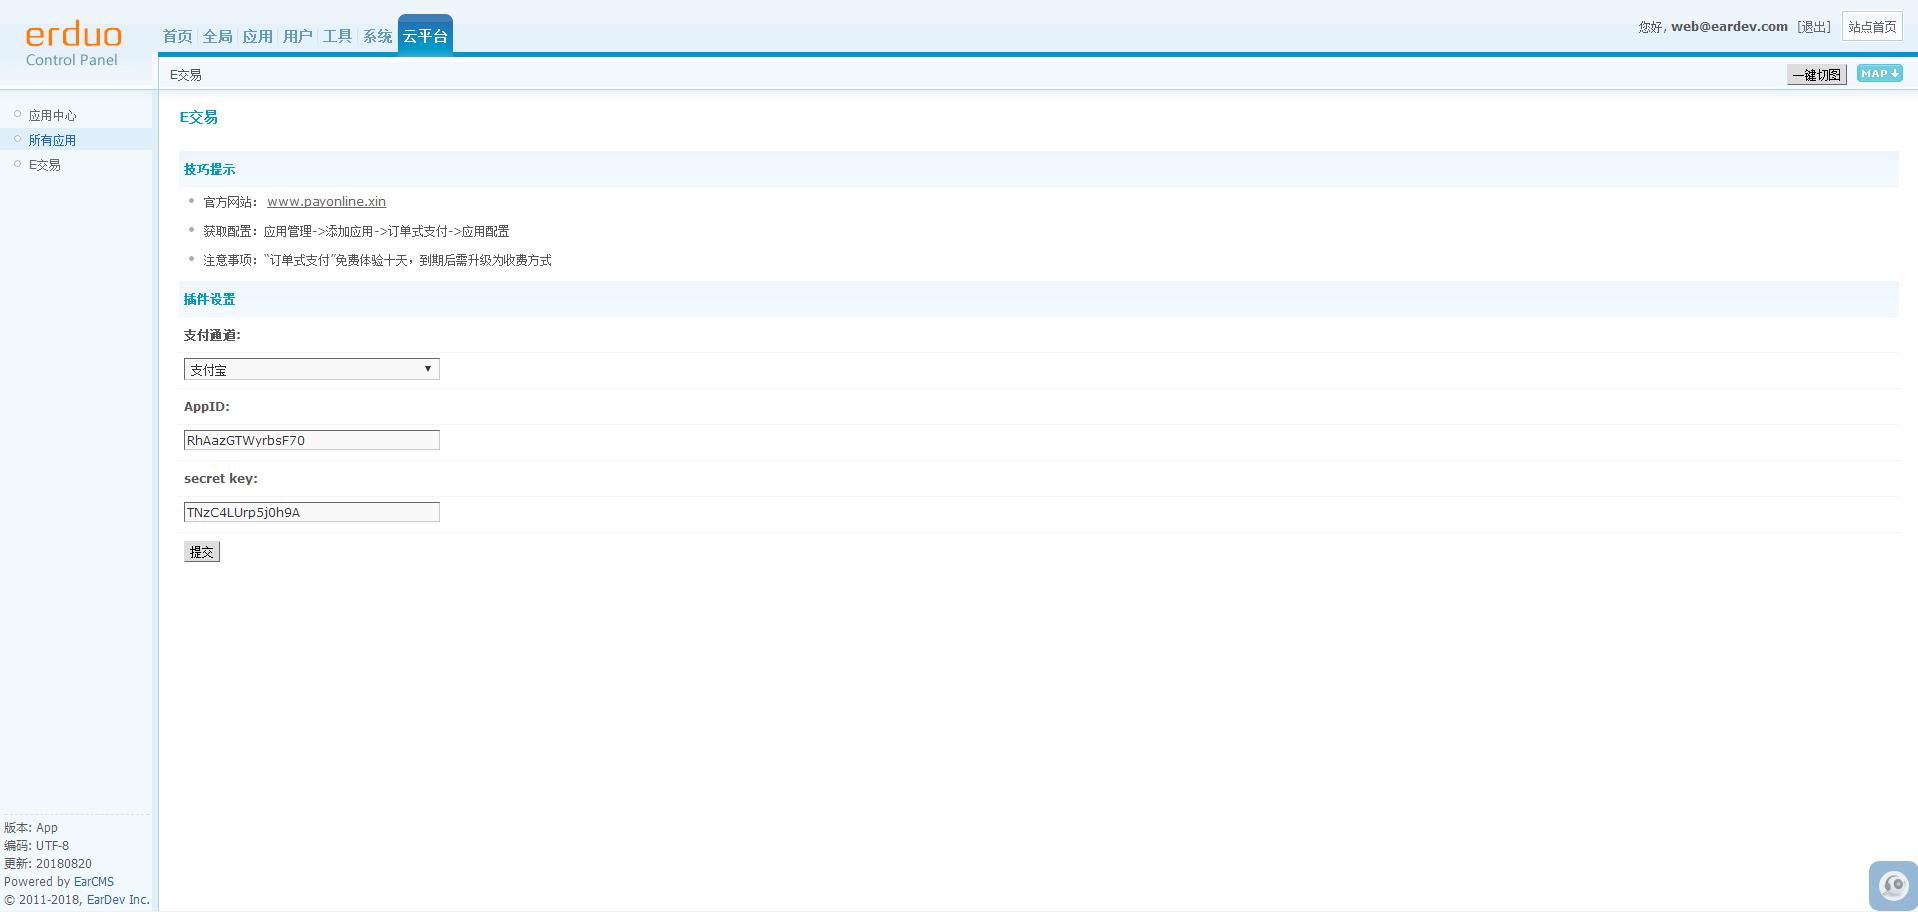 erduo
Control Panel
首页 全局 应用 用户 工具 系统 云平台
您好, web@eardev.com [退出] 站点首页
E交易
一键切图 MAP
应用中心
所有应用
E交易
E交易
技巧提示
官方网站： www.payonline.xin
获取配置：应用管理->添加应用->订单式支付->应用配置
注意事项：“订单式支付”免费体验十天，到期后需升级为收费方式
插件设置
支付通道:
支付宝
AppID:
RhAazGTWyrbsF70
secret key:
TNzC4LUrp5j0h9A
提交
版本: App
编码: UTF-8
更新: 20180820
Powered by EarCMS
© 2011-2018, EarDev Inc.